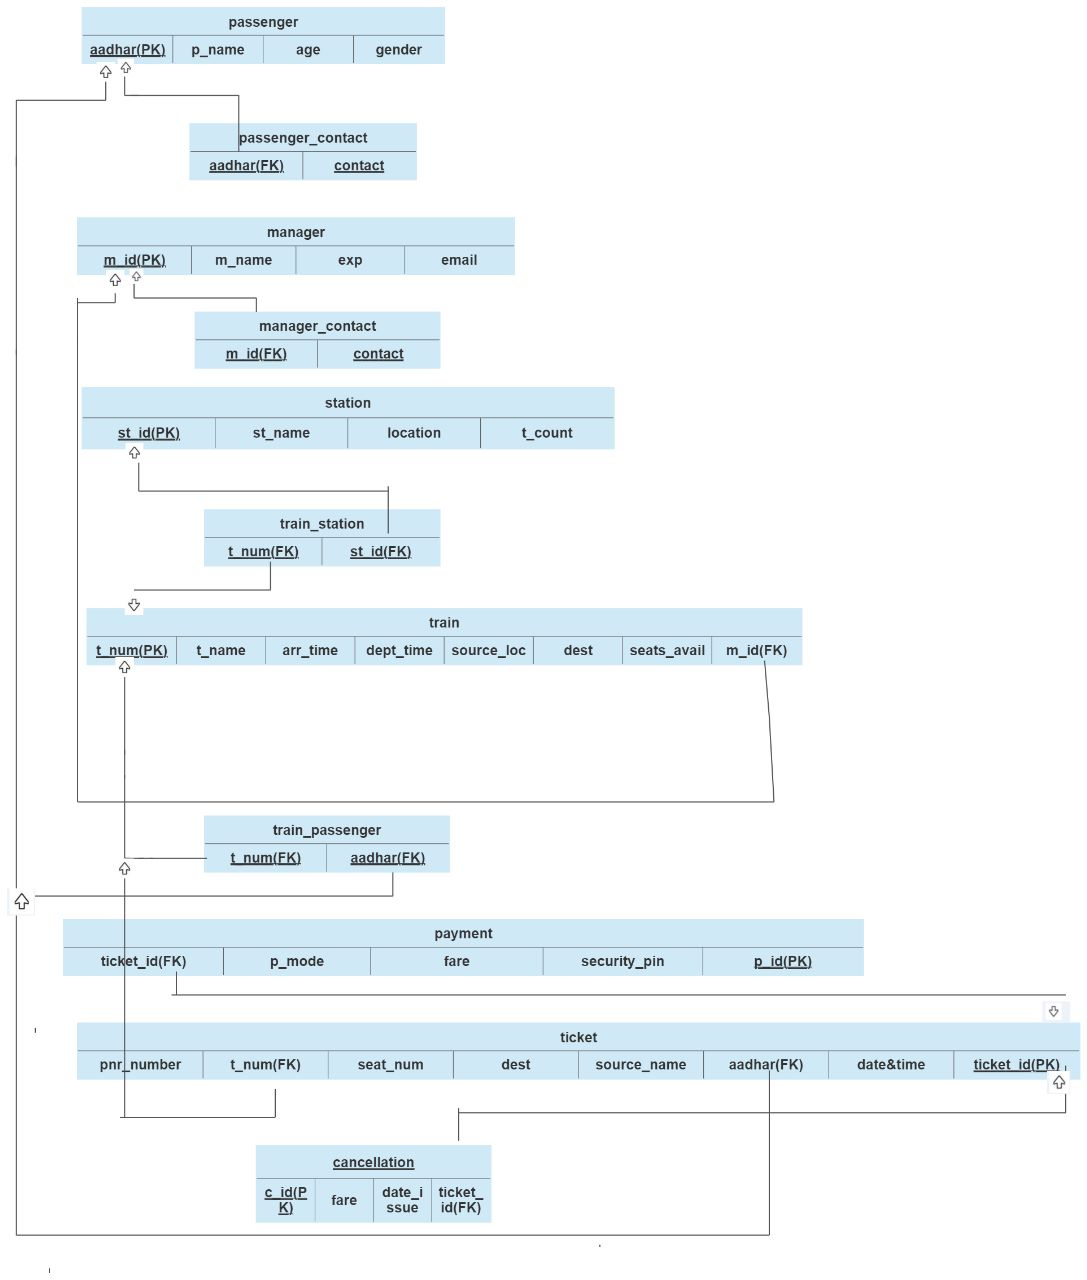 passenger
aadhar(PK) p_name age gender
passenger_contact
aadhar(FK) contact
manager
m_id(PK) m_name exp email
manager_contact
m_id(FK) contact
station
st_id(PK) st_name location t_count
train_station
t_num(FK) st_id(FK)
train
t_num(PK) t_name arr_time dept_time source_loc dest seats_avail m_id(FK)
train_passenger
t_num(FK) aadhar(FK)
payment
ticket_id(FK) p_mode fare security_pin p_id(PK)
ticket
pnr_number t_num(FK) seat_num dest source_name aadhar(FK) date&time ticket_id(PK)
cancellation
c_id(P fare date_i ticket_
K) ssue id(FK)